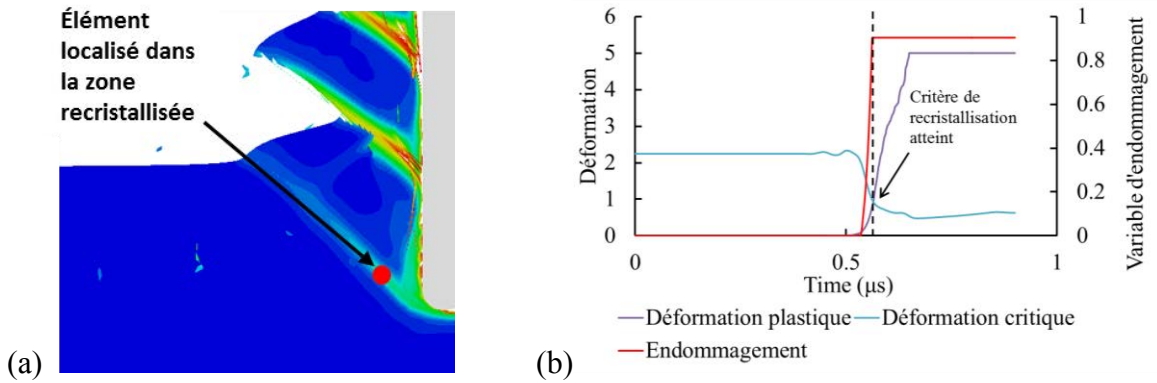 Élément
localisé dans
la zone
recristallisée
(a)
6
5
4
3
2
1
0
Déformation
1
0.8
0.6
0.4
0.2
0
Variable d'endommagement
Critère de
recristallisation
atteint
0
0.5
1
Time (µs)
Déformation plastique
Déformation critique
Endommagement
(b)